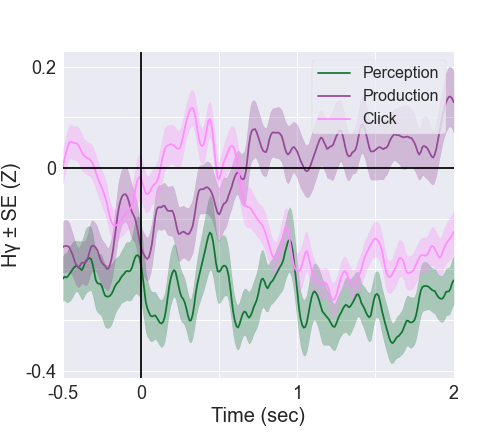 0.2
0
-0.4
Hγ ± SE (Z)
Perception
Production
Click
-0.5
0
1
2
Time (sec)